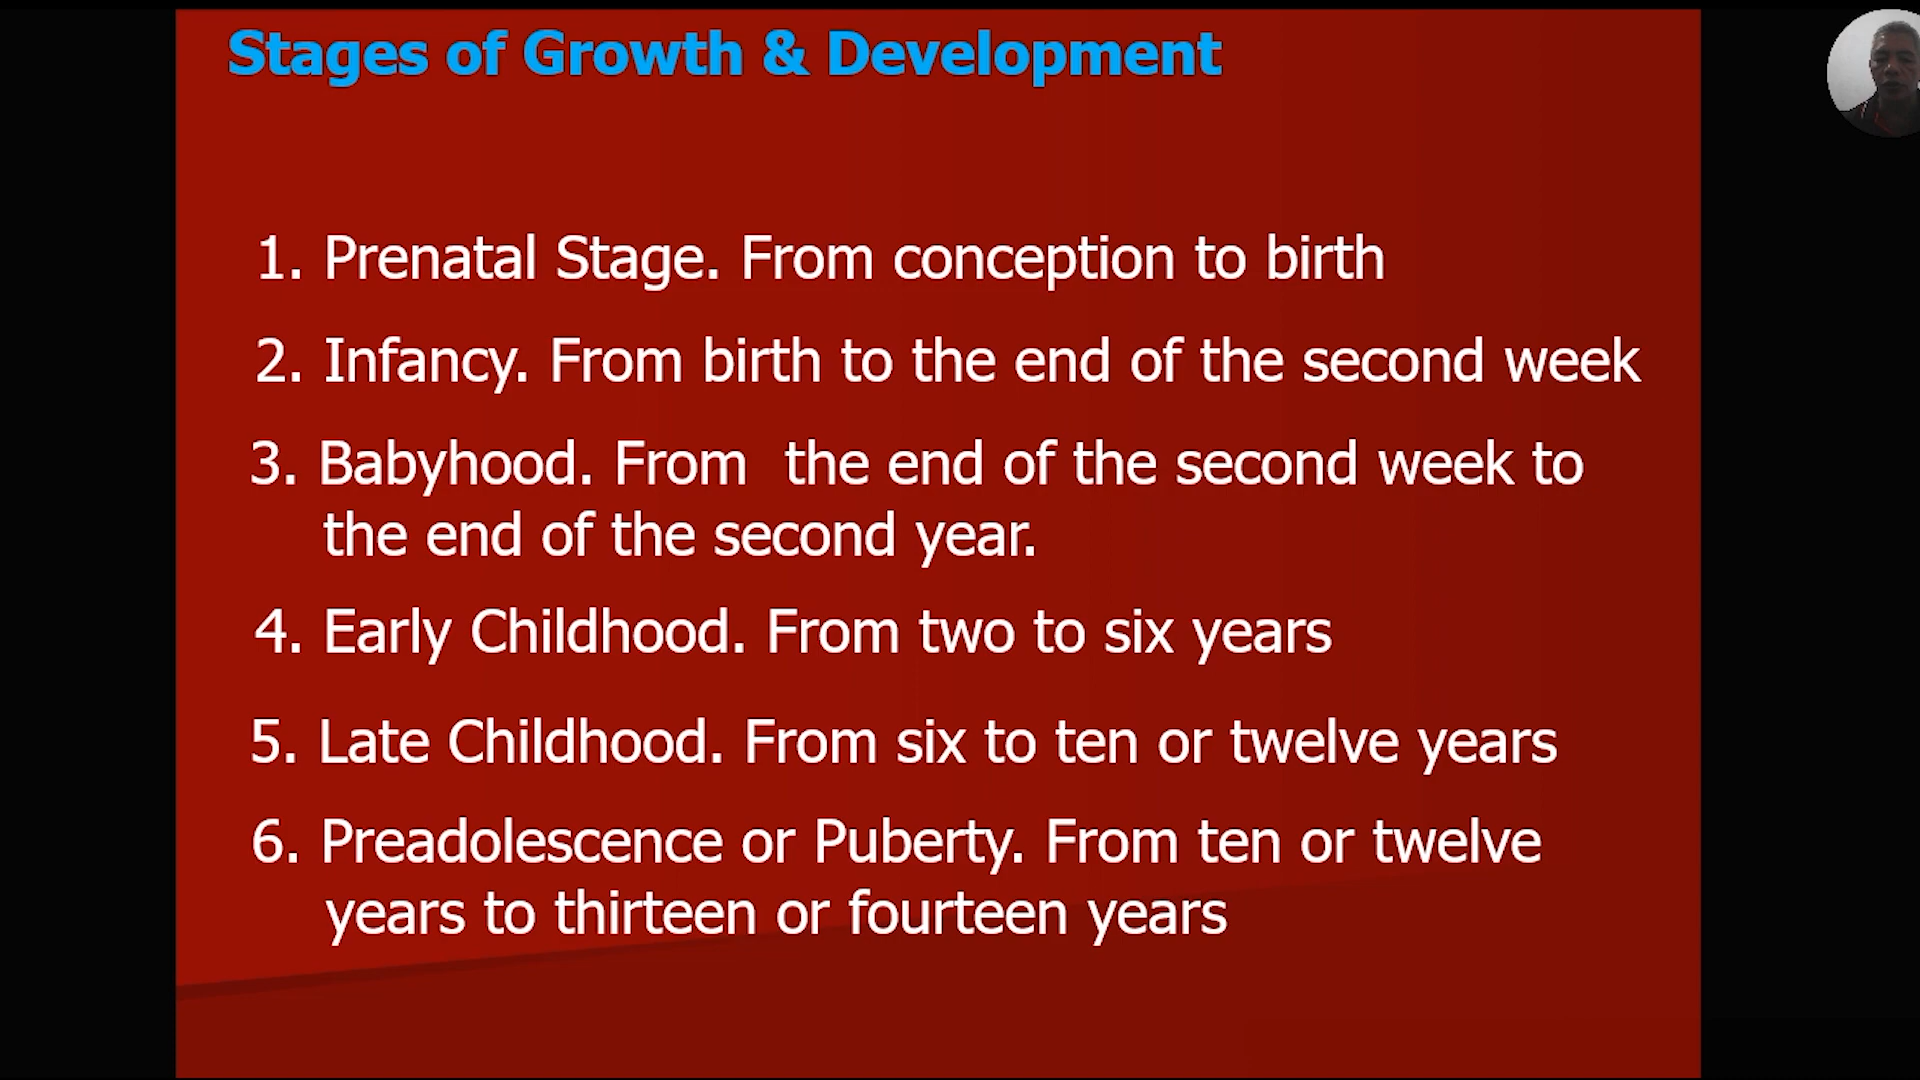 Stages of Growth & Development
1. Prenatal Stage. From conception to birth
2. Infancy. From birth to the end of the second week
3. Babyhood. From  the end of the second week to
the end of the second year.
4. Early Childhood. From two to six years
5. Late Childhood. From six to ten or twelve years
6. Preadolescence or Puberty. From ten or twelve
years to thirteen or fourteen years